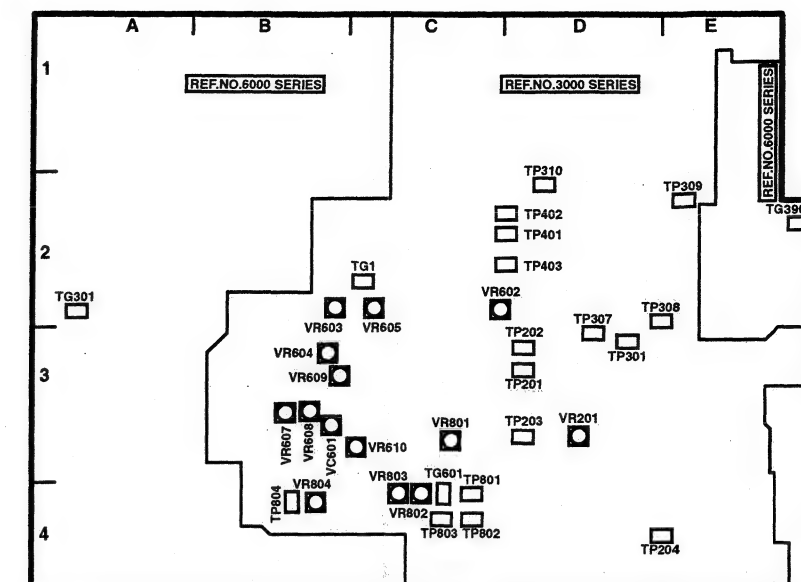 A B C D E
1
REF.NO.6000 SERIES
REF.NO.3000 SERIES
REF.NO.6000 SERIES
TP310
TP309
TP402
TG390
TP401
2
TP403
TG1
TG301
VR602
TP308
VR603
VR605
TP307
TP202
VR604
TP301
3
VR609
TP201
VR607
VR608
VC601
VR610
VR801
TP203
VR201
VR803
TG601
TP801
TP804
VR804
VR802
4
TP803
TP802
TP204